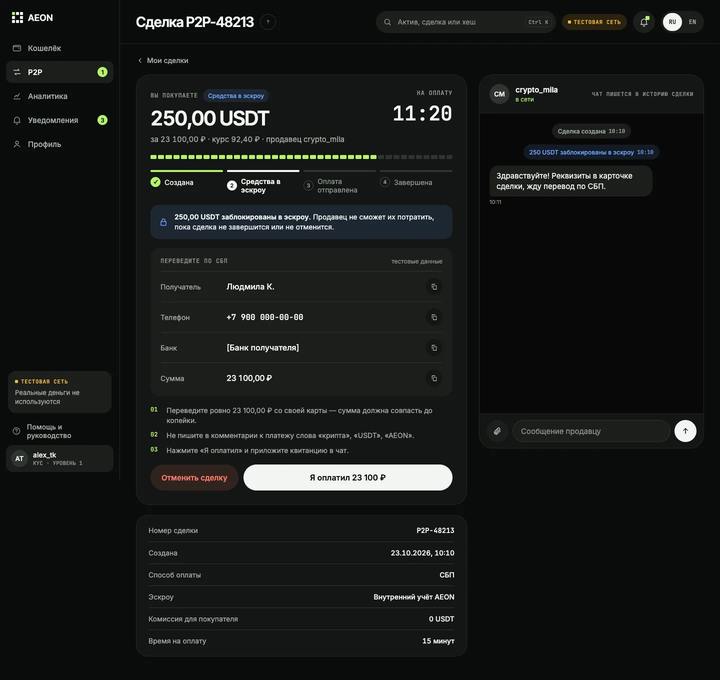 AEON
Кошелёк
P2P
1
Аналитика
Уведомления
3
Профиль
ТЕСТОВАЯ СЕТЬ
Реальные деньги не
используются
Помощь и
руководство
AT
alex_tk
КУС · УРОВЕНЬ 1
Сделка P2P-48213
?
Актив, сделка или хеш
Ctrl K
ТЕСТОВАЯ СЕТЬ
RU
EN
Мои сделки
ВЫ ПОКУПАЕТЕ
Средства в эскроу
250,00 USDT
за 23 100,00 ₽ · курс 92,40 ₽ · продавец crypto_mila
НА ОПЛАТУ
11:20
Создана
2
Средства в
эскроу
3
Оплата
отправлена
4
Завершена
250,00 USDT заблокированы в эскроу. Продавец не сможет их потратить,
пока сделка не завершится или не отменится.
ПЕРЕВЕДИТЕ ПО СБП
тестовые данные
Получатель
Людмила К.
Телефон
+7 900 000-00-00
Банк
[Банк получателя]
Сумма
23 100,00 ₽
01
Переведите ровно 23 100,00 ₽ со своей карты — сумма должна совпасть до
копейки.
02
Не пишите в комментарии к платежу слова «крипта», «USDT», «AEON».
03
Нажмите «Я оплатил» и приложите квитанцию в чат.
Отменить сделку
Я оплатил 23 100 ₽
Номер сделки
P2P-48213
Создана
23.10.2026, 10:10
Способ оплаты
СБП
Эскроу
Внутренний учёт AEON
Комиссия для покупателя
0 USDT
Время на оплату
15 минут
CM
crypto_mila
в сети
ЧАТ ПИШЕТСЯ В ИСТОРИЮ СДЕЛКИ
Сделка создана 10:10
250 USDT заблокированы в эскроу 10:10
Здравствуйте! Реквизиты в карточке
сделки, жду перевод по СБП.
10:11
Сообщение продавцу